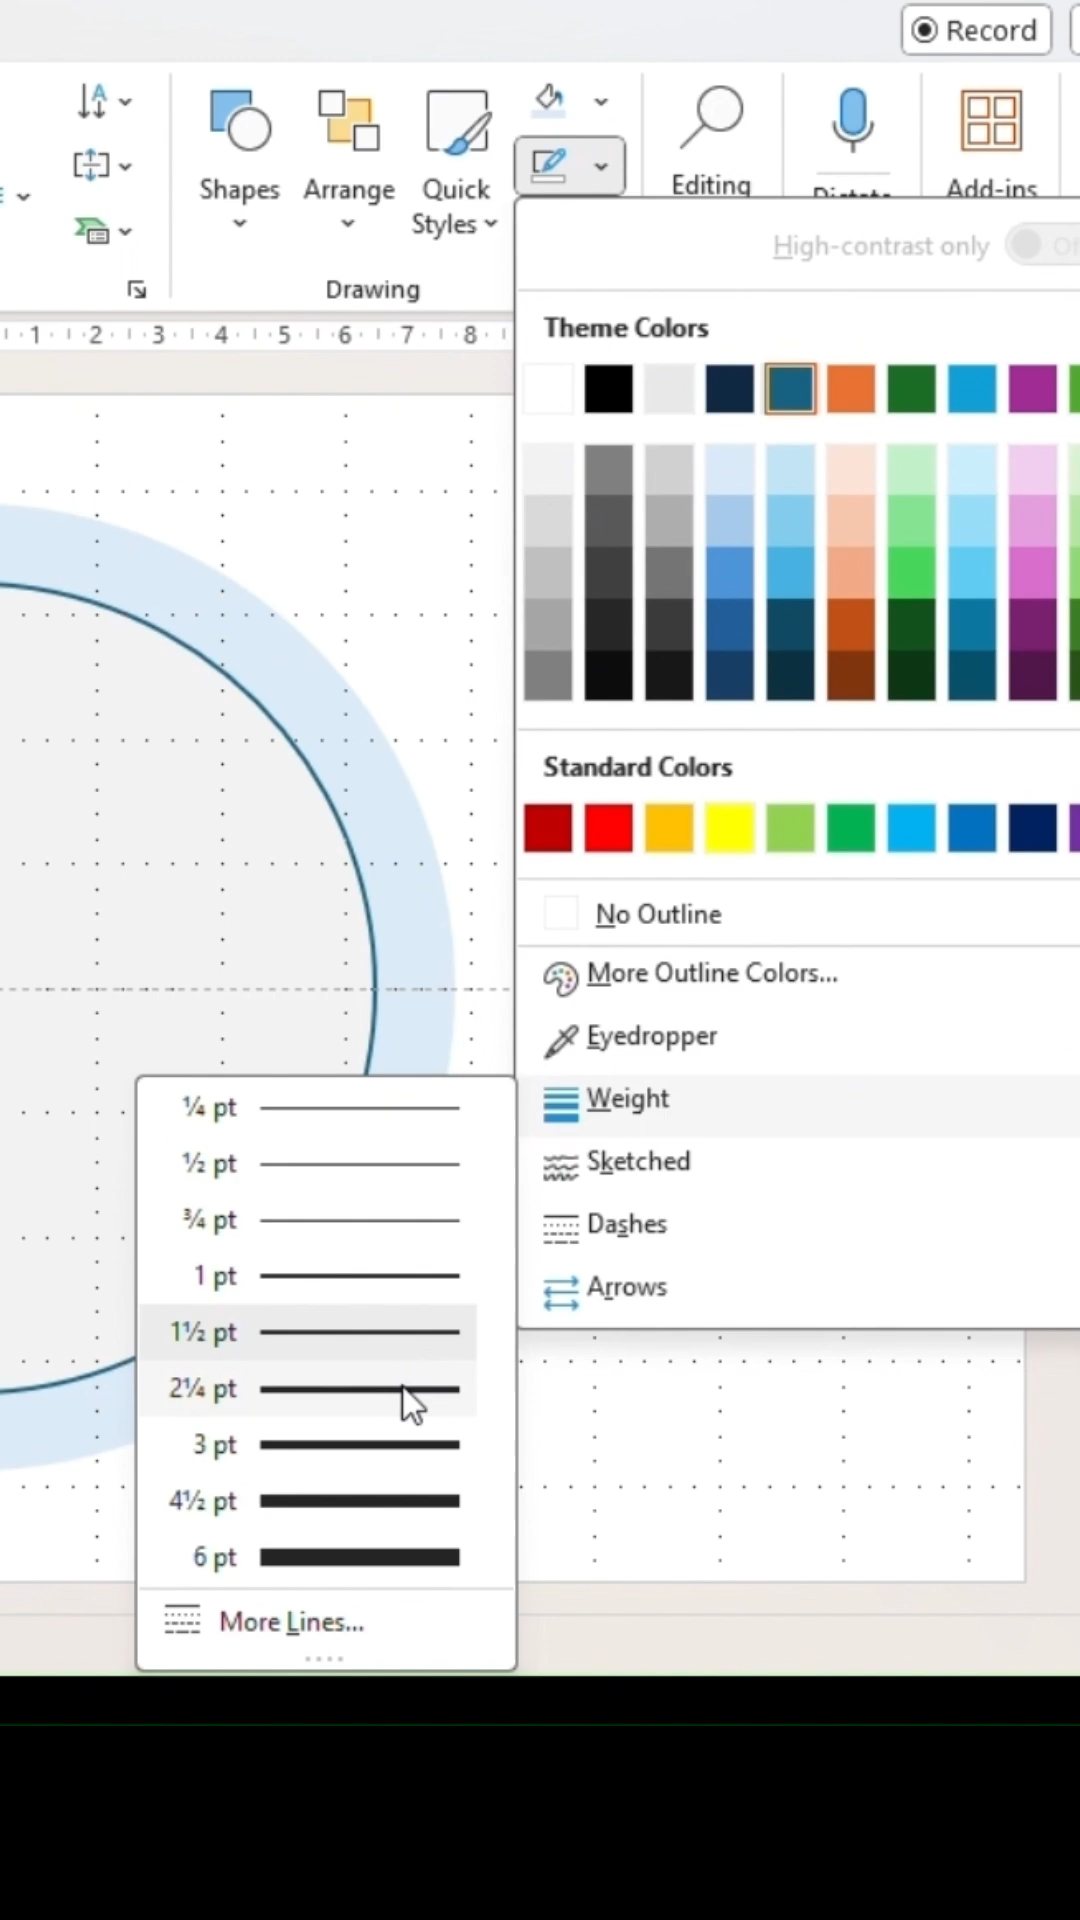 Record
Shapes
Arrange
Quick
Styles
Editing
Dictate
Add-ins
Drawing
High-contrast only
1 2 3 4 5 6 7 8
Theme Colors
Standard Colors
No Outline
More Outline Colors...
Eyedropper
Weight
Sketched
Dashes
Arrows
¼ pt
½ pt
¾ pt
1 pt
1½ pt
2¼ pt
3 pt
4½ pt
6 pt
More Lines...